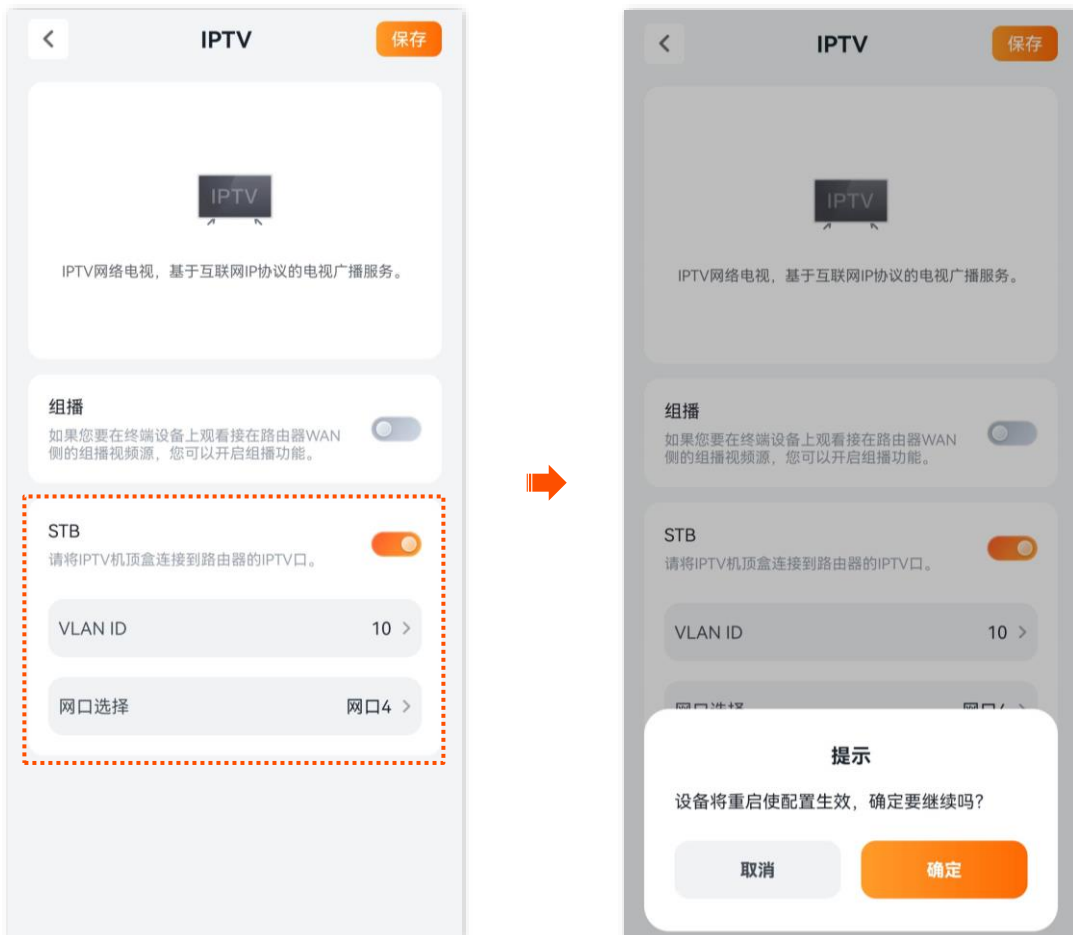 IPTV
保存
IPTV
IPTV网络电视，基于互联网IP协议的电视广播服务。
组播
如果您要在终端设备上观看接在路由器WAN
侧的组播视频源，您可以开启组播功能。
STB
请将IPTV机顶盒连接到路由器的IPTV口。
VLAN ID
10
网口选择
网口4
IPTV
保存
IPTV
IPTV网络电视，基于互联网IP协议的电视广播服务。
组播
如果您要在终端设备上观看接在路由器WAN
侧的组播视频源，您可以开启组播功能。
STB
请将IPTV机顶盒连接到路由器的IPTV口。
VLAN ID
10
网口选择
网口4
提示
设备将重启使配置生效，确定要继续吗？
取消
确定